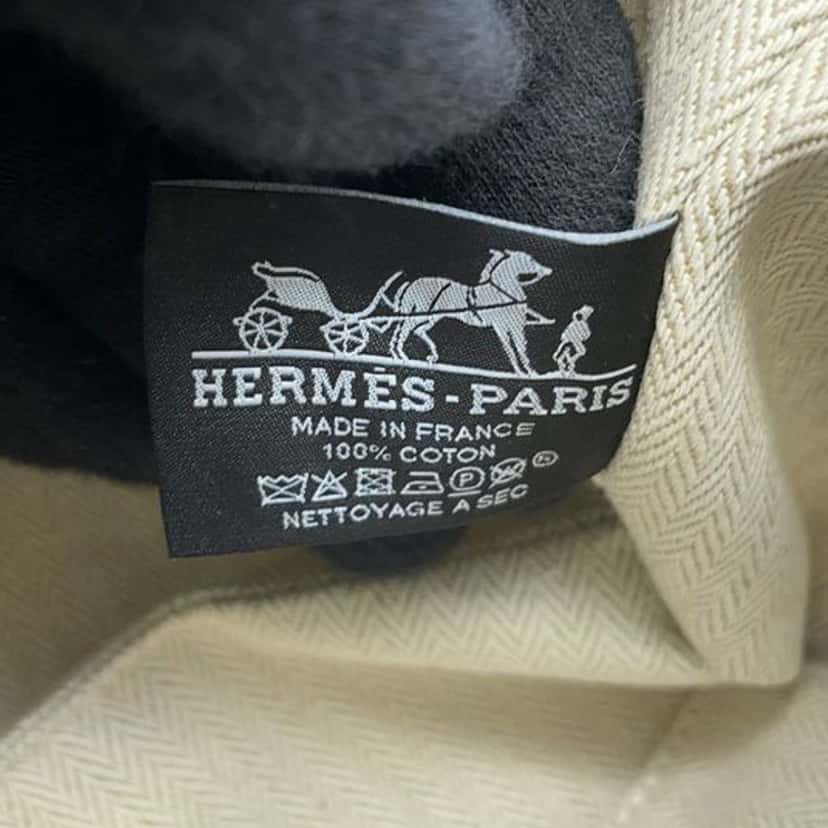 HERMÈS-PARIS
MADE IN FRANCE
100% COTON
P
NETTOYAGE A SEC